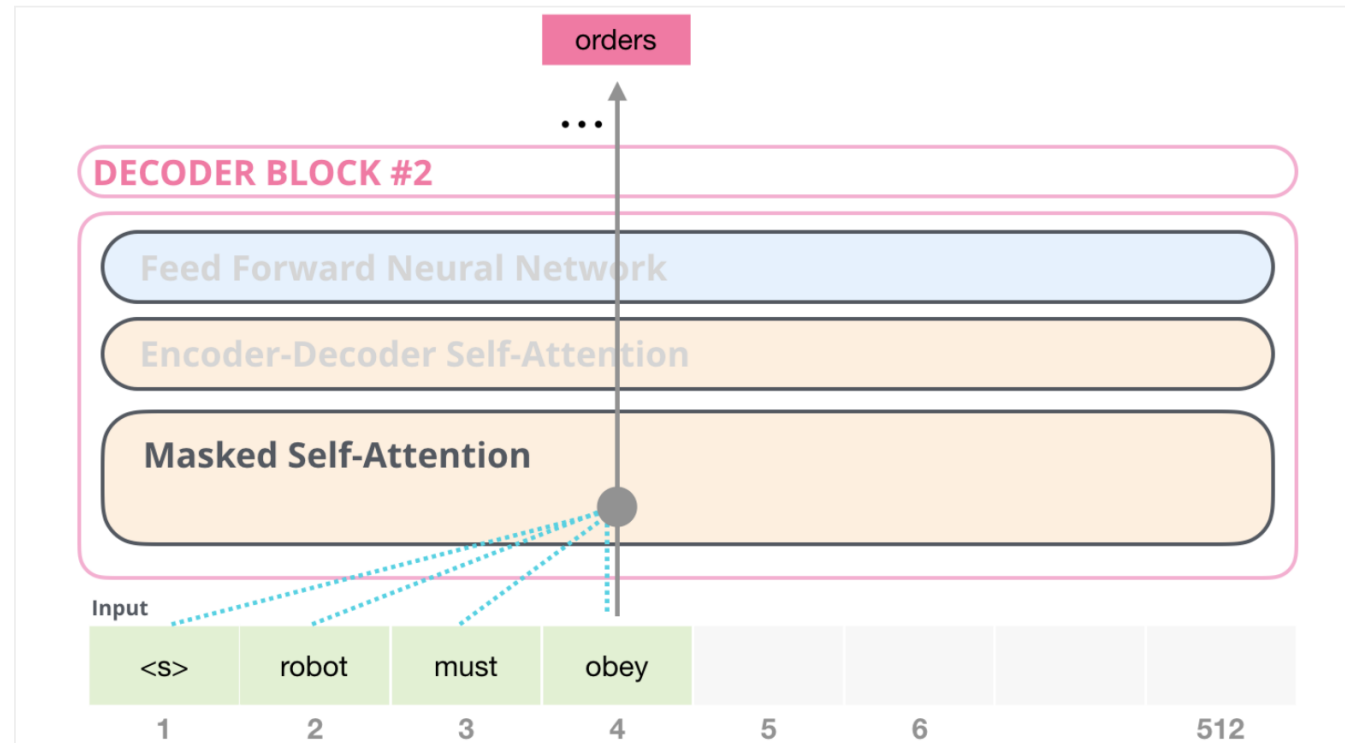 orders
...
DECODER BLOCK #2
Feed Forward Neural Network
Encoder-Decoder Self-Attention
Masked Self-Attention
Input
<s> robot must obey
1 2 3 4 5 6 512